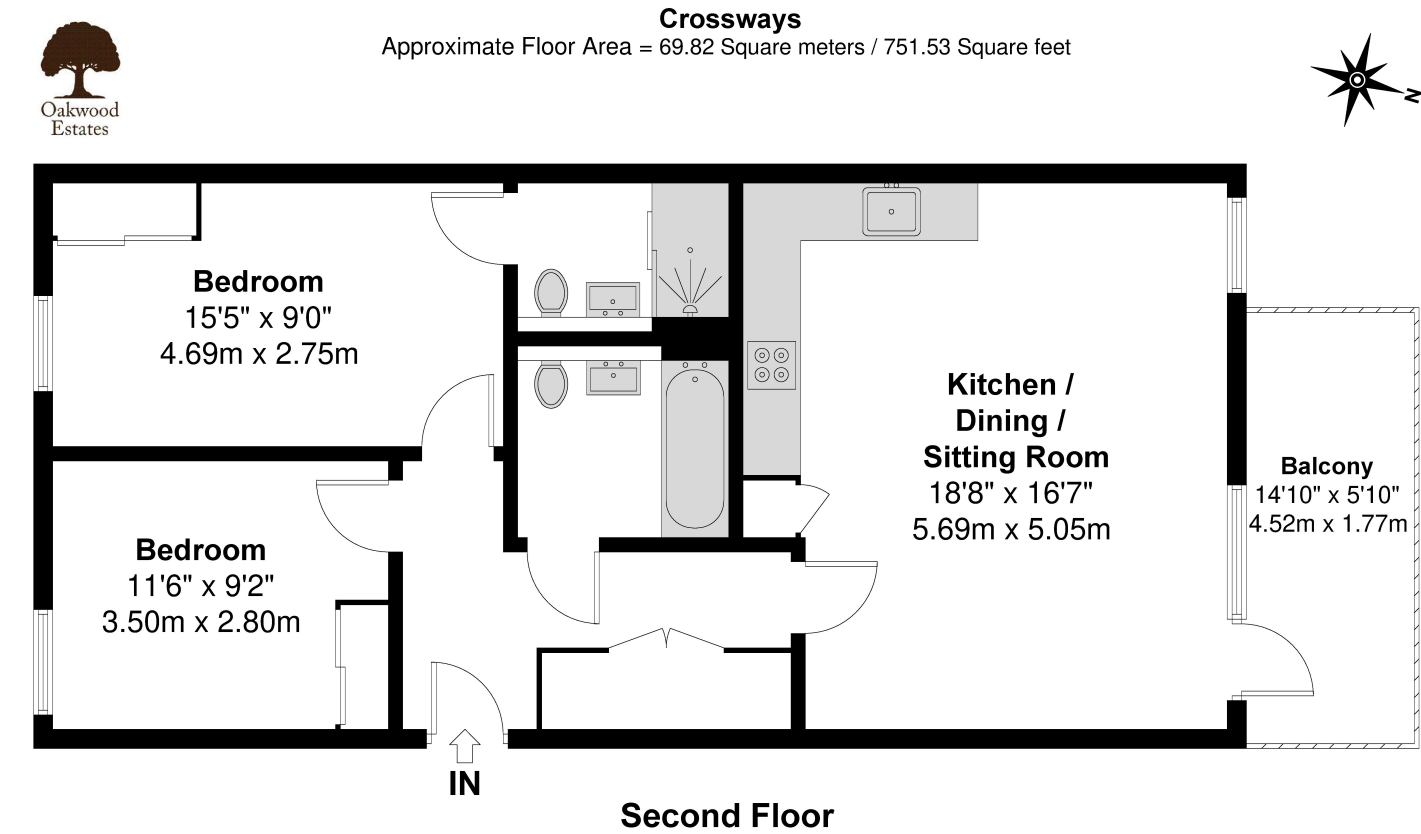 Crossways
Approximate Floor Area = 69.82 Square meters / 751.53 Square feet
Oakwood
Estates
N
Bedroom
15'5" x 9'0"
4.69m x 2.75m
Kitchen /
Dining /
Sitting Room
18'8" x 16'7"
5.69m x 5.05m
Balcony
14'10" x 5'10"
4.52m x 1.77m
Bedroom
11'6" x 9'2"
3.50m x 2.80m
IN
Second Floor